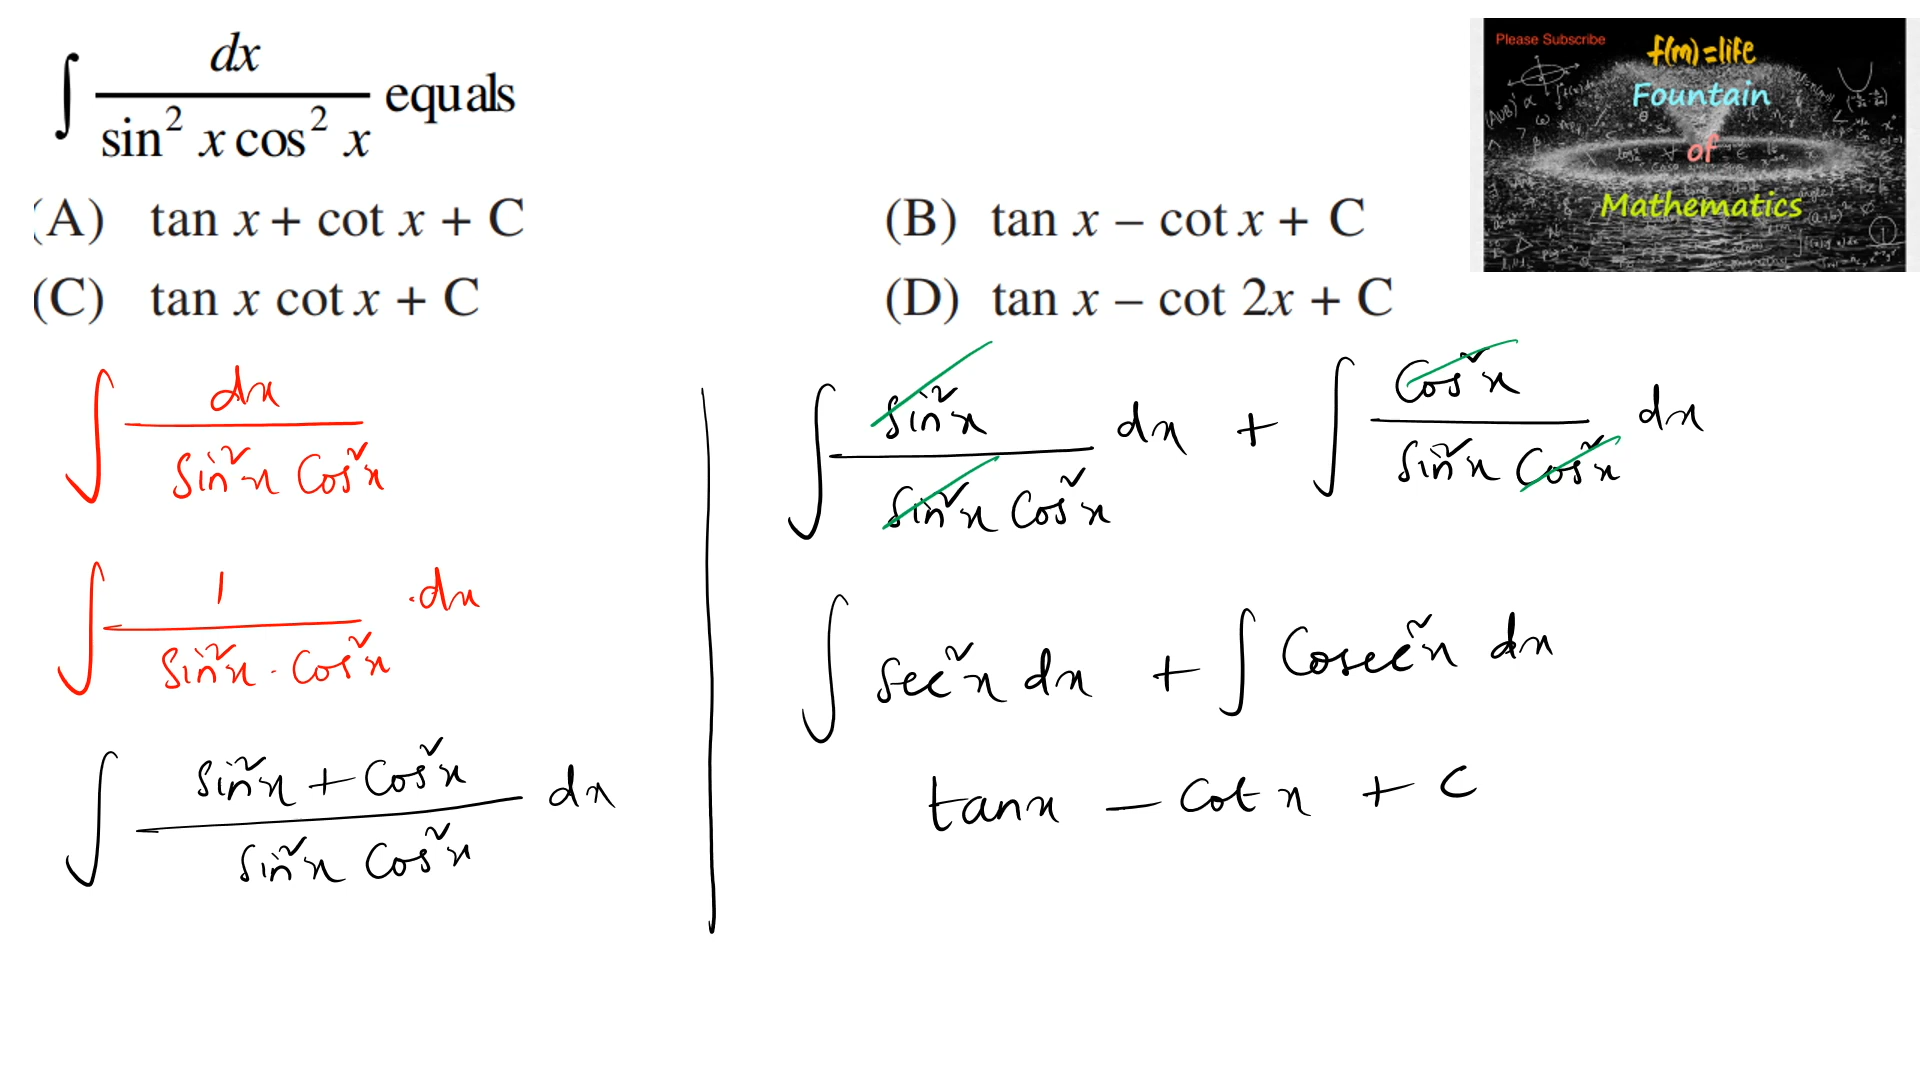 ∫ dx / sin² x cos² x equals
(A) tan x + cot x + C
(B) tan x – cot x + C
(C) tan x cot x + C
(D) tan x – cot 2x + C
Please Subscribe
f(m)=life
Fountain
of
Mathematics
∫ dx / sin²x cos²x
∫ 1 / sin²x · cos²x · dx
∫ sin²x + cos²x / sin²x cos²x dx
∫ sin²x / sin²x cos²x dx + ∫ cos²x / sin²x cos²x dx
∫ sec²x dx + ∫ cosec²x dx
tanx – cot x + C